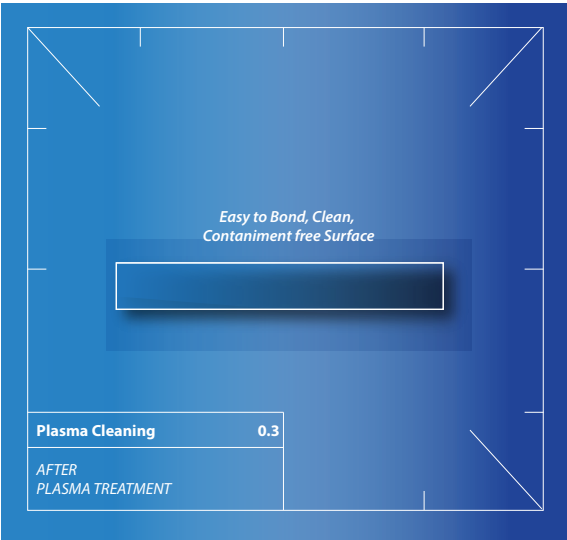 Easy to Bond, Clean,
Contaniment free Surface
Plasma Cleaning 0.3
AFTER
PLASMA TREATMENT